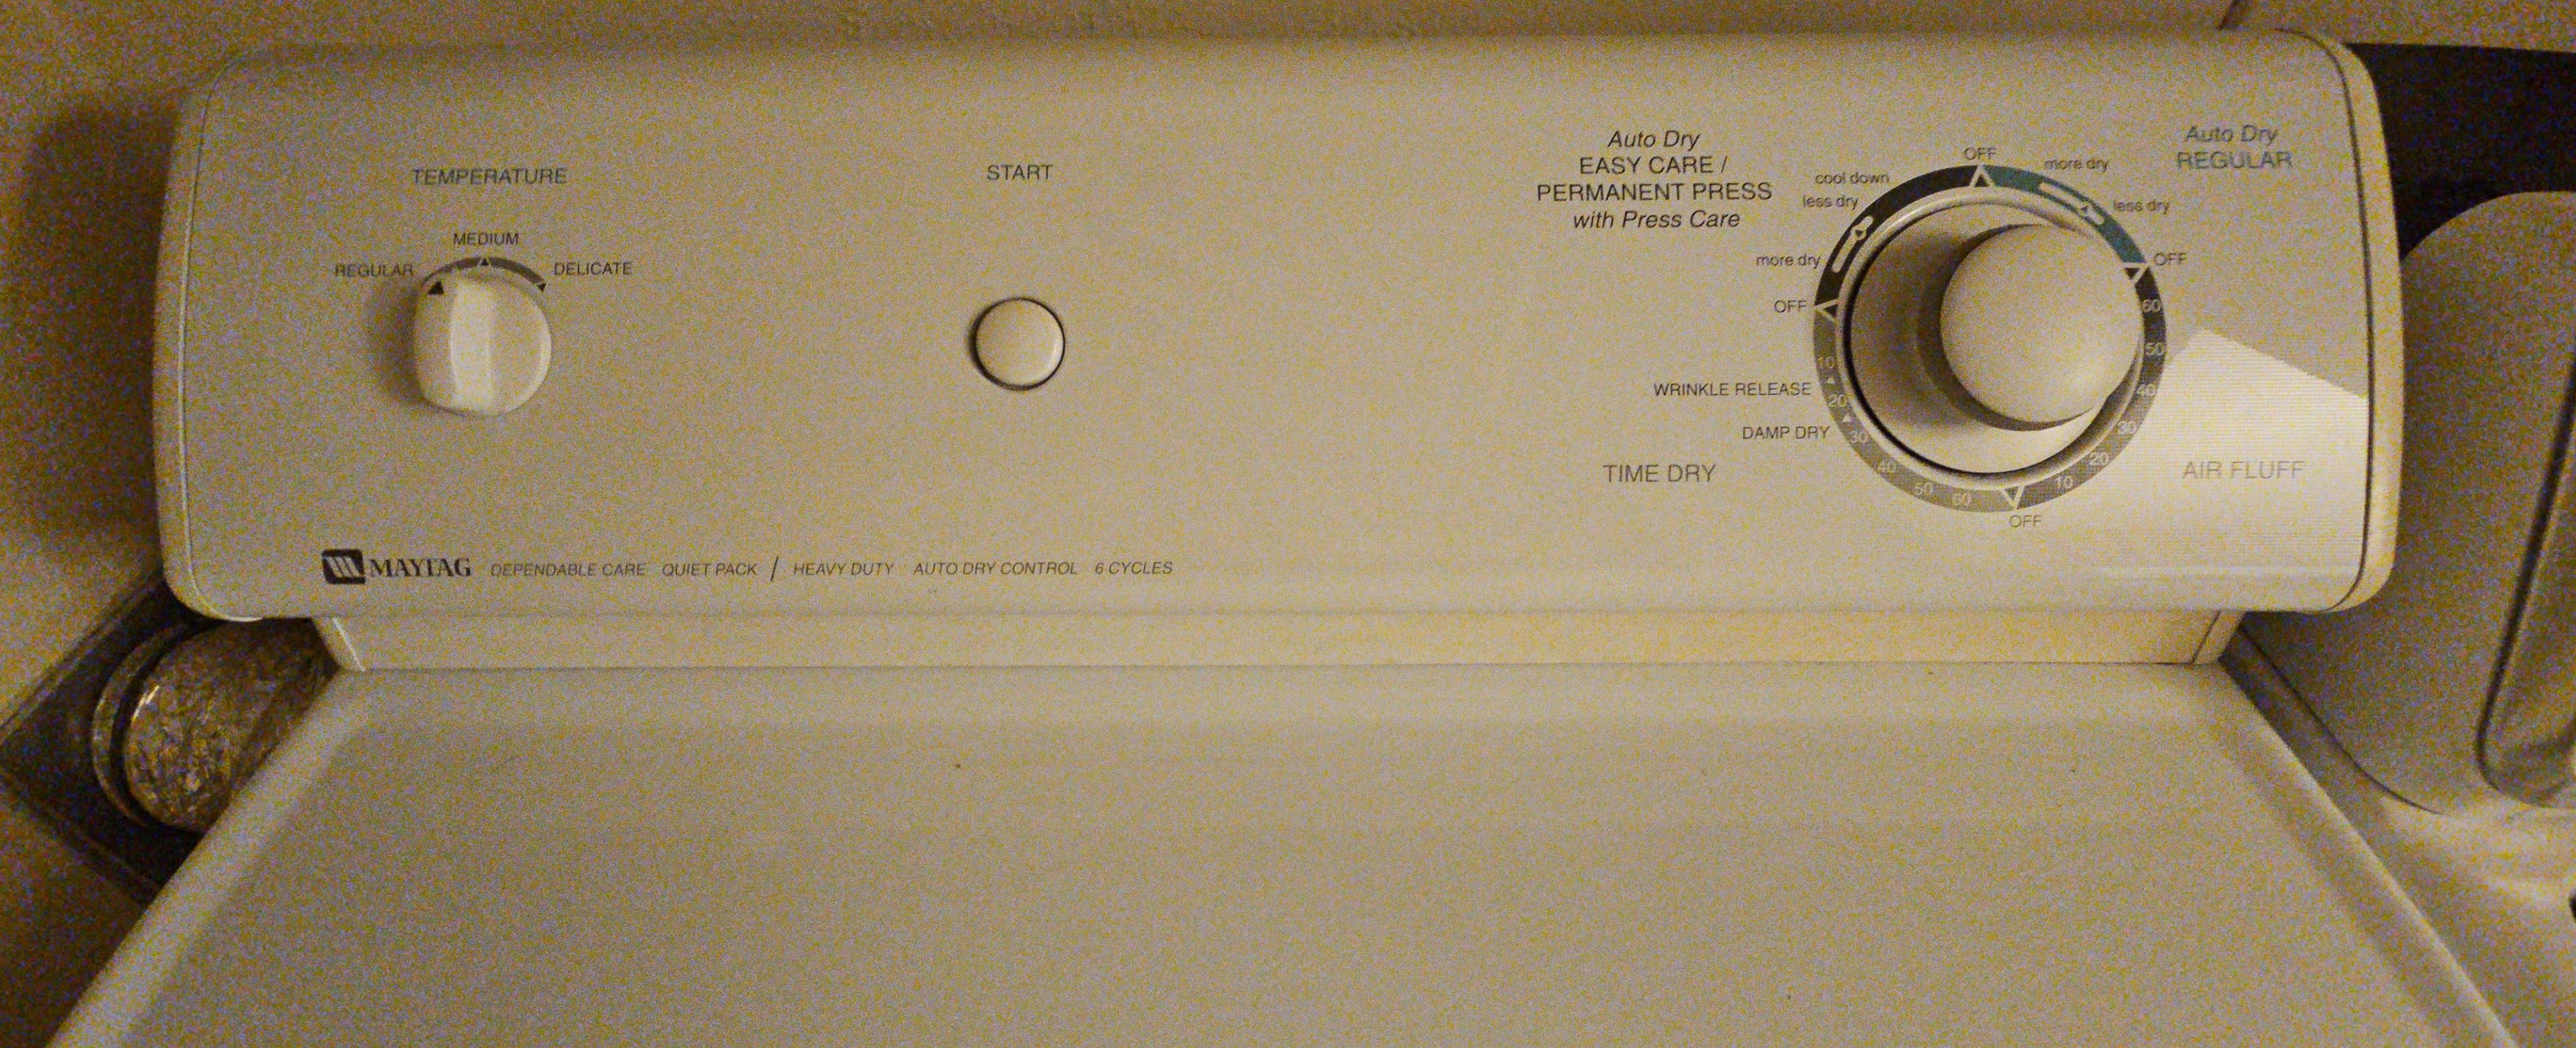 TEMPERATURE
MEDIUM
REGULAR
DELICATE
START
Auto Dry
EASY CARE /
PERMANENT PRESS
with Press Care
Auto Dry
REGULAR
OFF
more dry
less dry
OFF
60
50
40
30
20
10
OFF
60
50
40
30
20
10
OFF
more dry
less dry
cool down
WRINKLE RELEASE
DAMP DRY
TIME DRY
AIR FLUFF
MAYTAG DEPENDABLE CARE QUIET PACK / HEAVY DUTY AUTO DRY CONTROL 6 CYCLES